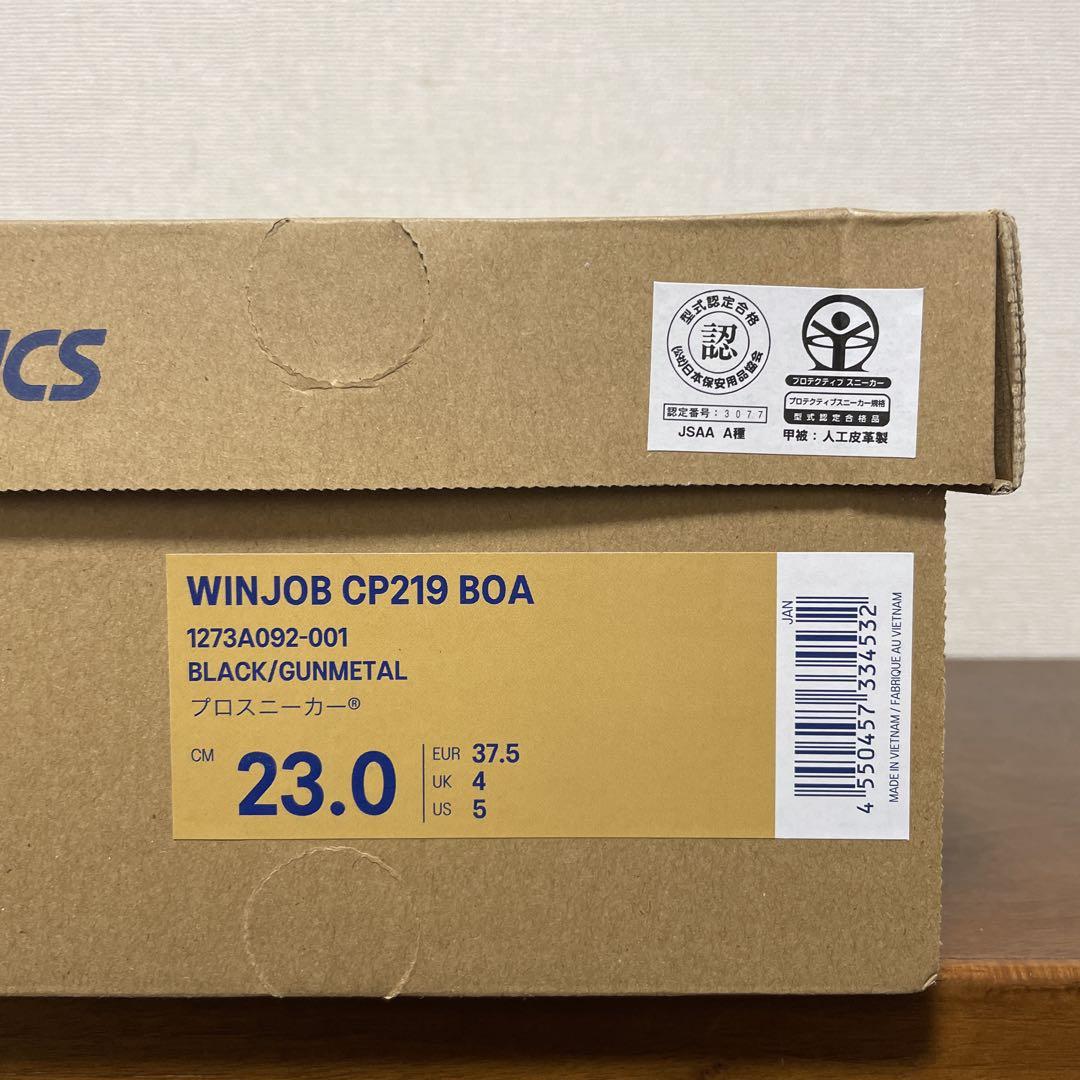 ICS
型式認定合格
認
(公社)日本保安用品協会
認定番号：3077
JSAA A種
プロテクティブ スニーカー
プロテクティブスニーカー規格
型式認定合格品
甲被：人工皮革製
WINJOB CP219 BOA
1273A092-001
BLACK/GUNMETAL
プロスニーカー®
CM 23.0
EUR 37.5
UK 4
US 5
JAN
4 550457 334532
MADE IN VIETNAM / FABRIQUE AU VIETNAM